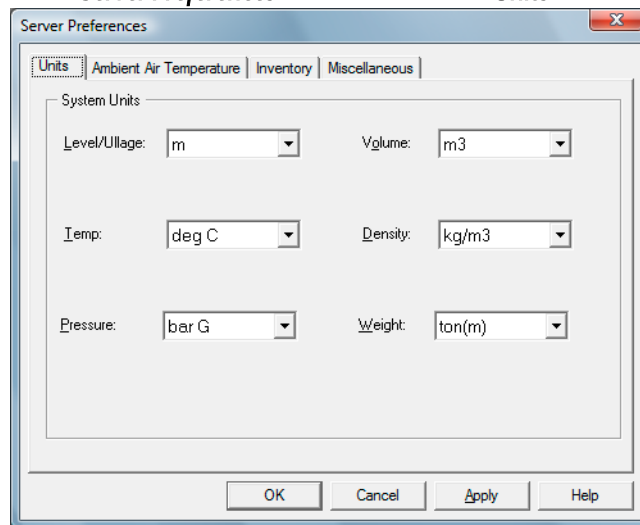 Server Preferences
Units Ambient Air Temperature Inventory Miscellaneous
System Units
Level/Ullage: m Volume: m3
Temp: deg C Density: kg/m3
Pressure: bar G Weight: ton(m)
OK Cancel Apply Help